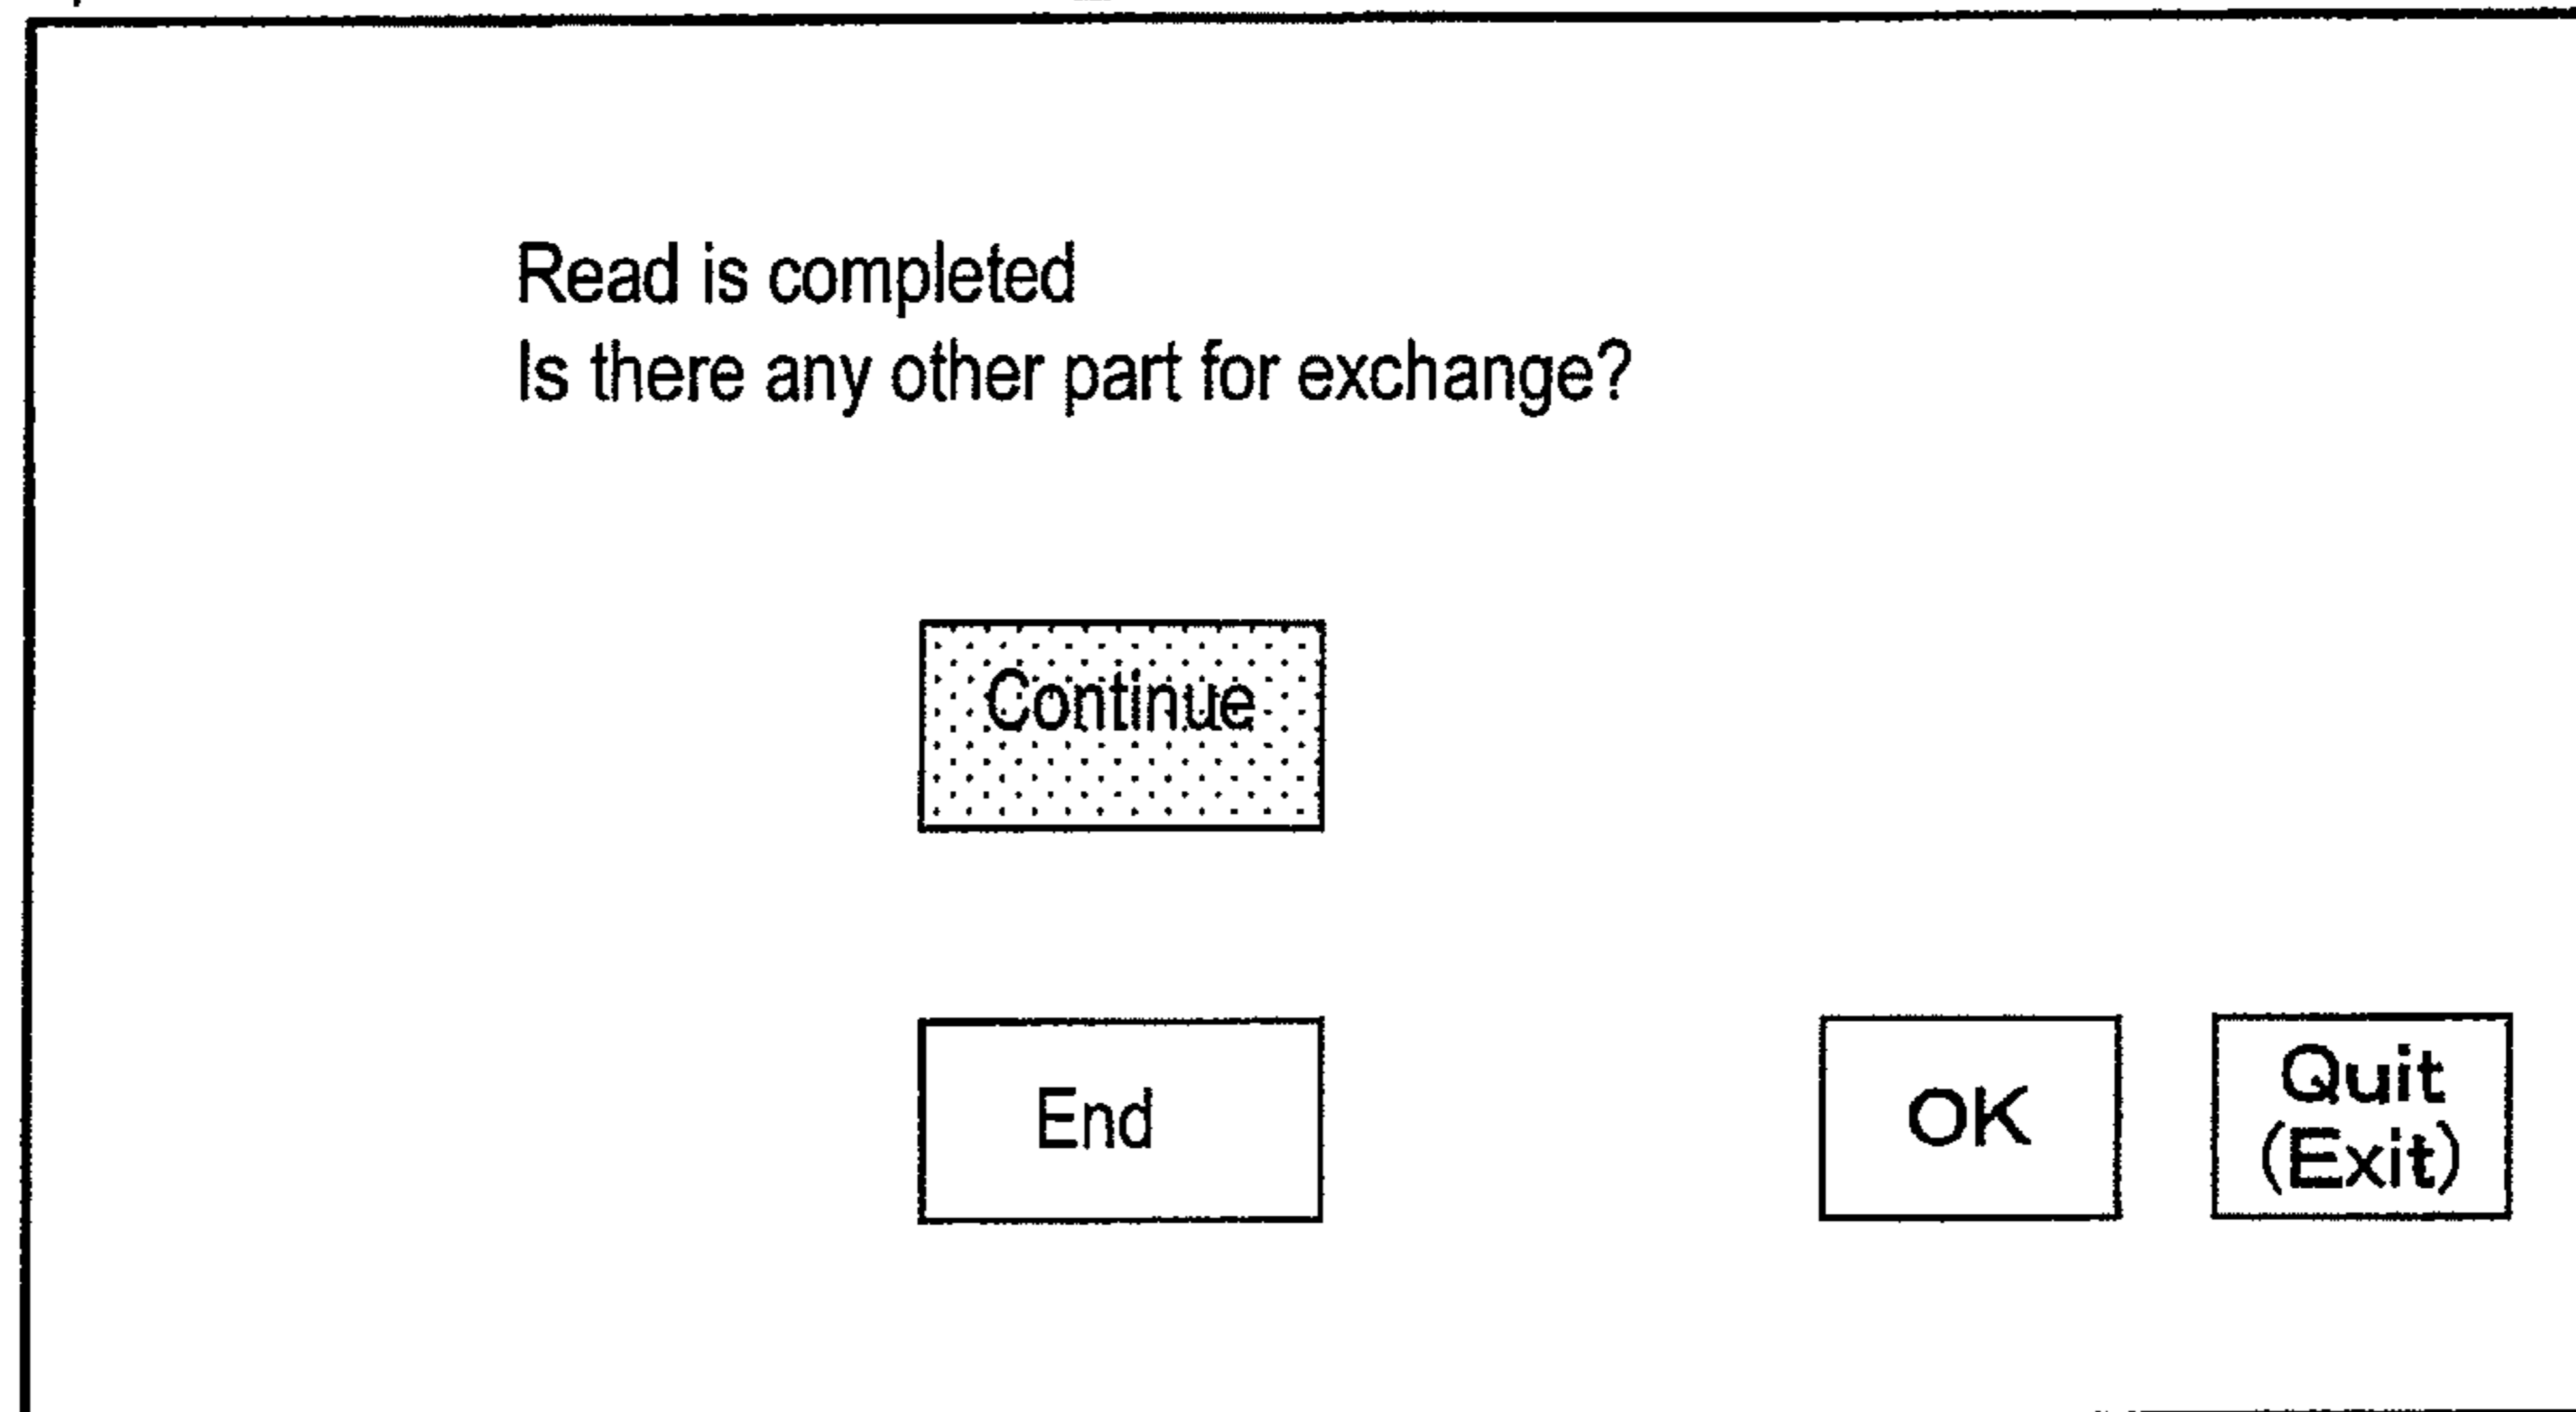 Read is completed
Is there any other part for exchange?
Continue
End
OK
Quit
(Exit)